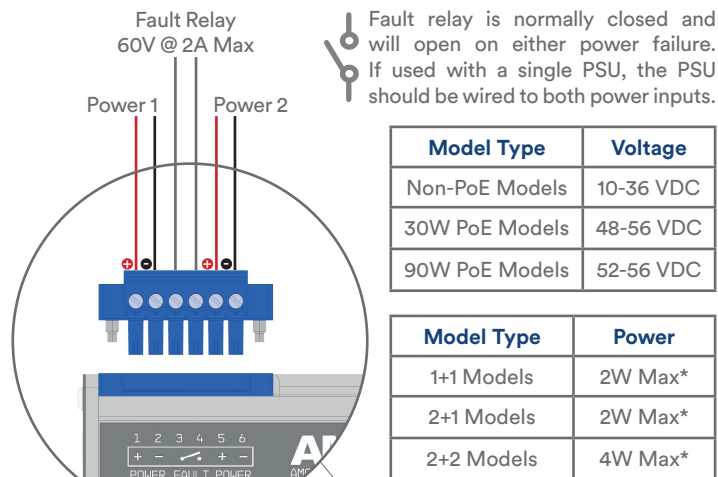 Fault Relay
60V @ 2A Max
Power 1
Power 2
Fault relay is normally closed and
will open on either power failure.
If used with a single PSU, the PSU
should be wired to both power inputs.
Model Type Voltage
Non-PoE Models 10-36 VDC
30W PoE Models 48-56 VDC
90W PoE Models 52-56 VDC
Model Type Power
1+1 Models 2W Max*
2+1 Models 2W Max*
2+2 Models 4W Max*
+ - + -
1 2 3 4 5 6
+ - + -
POWER FAULT POWER